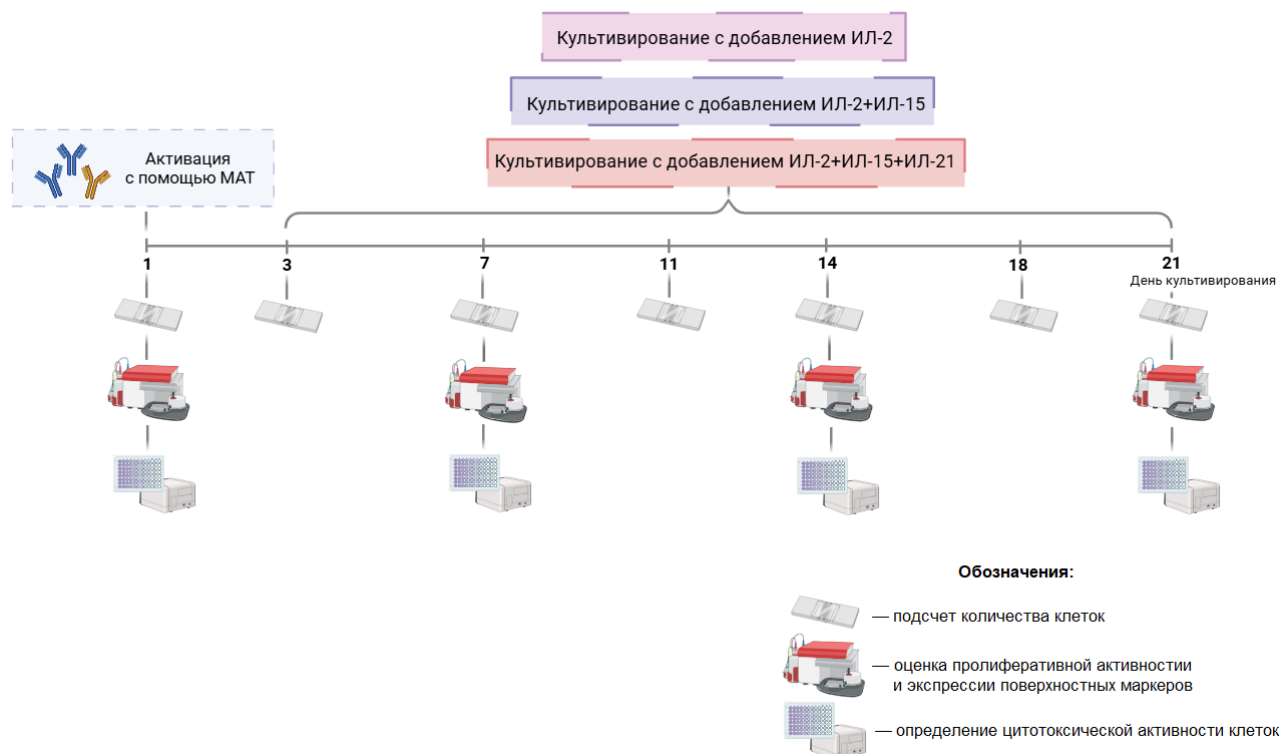 Культивирование с добавлением ИЛ-2
Культивирование с добавлением ИЛ-2+ИЛ-15
Культивирование с добавлением ИЛ-2+ИЛ-15+ИЛ-21
Активация
с помощью МАТ
1 3 7 11 14 18 21
День культивирования
Обозначения:
— подсчет количества клеток
— оценка пролиферативной активностии
и экспрессии поверхностных маркеров
— определение цитотоксической активности клеток